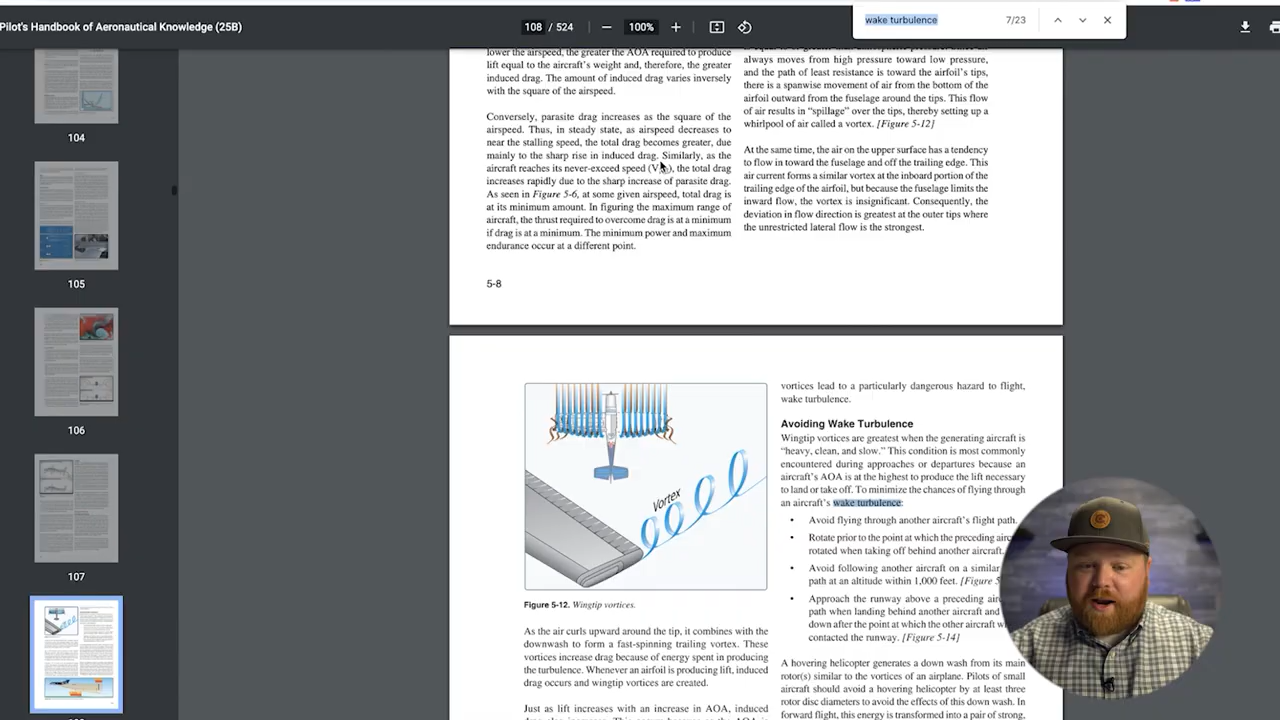 Pilot's Handbook of Aeronautical Knowledge (25B)
108 / 524
100%
wake turbulence
7/23
104
105
106
107
lower the airspeed, the greater the AOA required to produce
lift equal to the aircraft's weight and, therefore, the greater
induced drag. The amount of induced drag varies inversely
with the square of the airspeed.
Conversely, parasite drag increases as the square of the
airspeed. Thus, in steady state, as airspeed decreases to
near the stalling speed, the total drag becomes greater, due
mainly to the sharp rise in induced drag. Similarly, as the
aircraft reaches its never-exceed speed (V), the total drag
increases rapidly due to the sharp increase of parasite drag.
As seen in Figure 5-6, at some given airspeed, total drag is
at its minimum amount. In figuring the maximum range of
aircraft, the thrust required to overcome drag is at a minimum
if drag is at a minimum. The minimum power and maximum
endurance occur at a different point.
5-8
always moves from high pressure toward low pressure,
and the path of least resistance is toward the airfoil's tips,
there is a spanwise movement of air from the bottom of the
airfoil outward from the fuselage around the tips. This flow
of air results in "spillage" over the tips, thereby setting up a
whirlpool of air called a vortex. [Figure 5-12]
At the same time, the air on the upper surface has a tendency
to flow in toward the fuselage and off the trailing edge. This
air current forms a similar vortex at the inboard portion of the
trailing edge of the airfoil, but because the fuselage limits the
inward flow, the vortex is insignificant. Consequently, the
deviation in flow direction is greatest at the outer tips where
the unrestricted lateral flow is the strongest.
Vortex
Figure 5-12. Wingtip vortices.
As the air curls upward around the tip, it combines with the
downwash to form a fast-spinning trailing vortex. These
vortices increase drag because of energy spent in producing
the turbulence. Whenever an airfoil is producing lift, induced
drag occurs and wingtip vortices are created.
Just as lift increases with an increase in AOA, induced
vortices lead to a particularly dangerous hazard to flight,
wake turbulence.
Avoiding Wake Turbulence
Wingtip vortices are greatest when the generating aircraft is
"heavy, clean, and slow." This condition is most commonly
encountered during approaches or departures because an
aircraft's AOA is at the highest to produce the lift necessary
to land or take off. To minimize the chances of flying through
an aircraft's wake turbulence:
• Avoid flying through another aircraft's flight path.
• Rotate prior to the point at which the preceding
rotated when taking off behind another aircraft.
• Avoid following another aircraft on a similar
path at an altitude within 1,000 feet.
• Approach the runway above a preceding
path when landing behind another aircraft and
down after the point at which the other aircraft
contacted the runway. [Figure 5-14]
A hovering helicopter generates a down wash from its main
rotor(s) similar to the vortices of an airplane. Pilots of small
aircraft should avoid a hovering helicopter by at least three
rotor disc diameters to avoid the effects of this down wash. In
forward flight, this energy is transformed into a pair of strong,